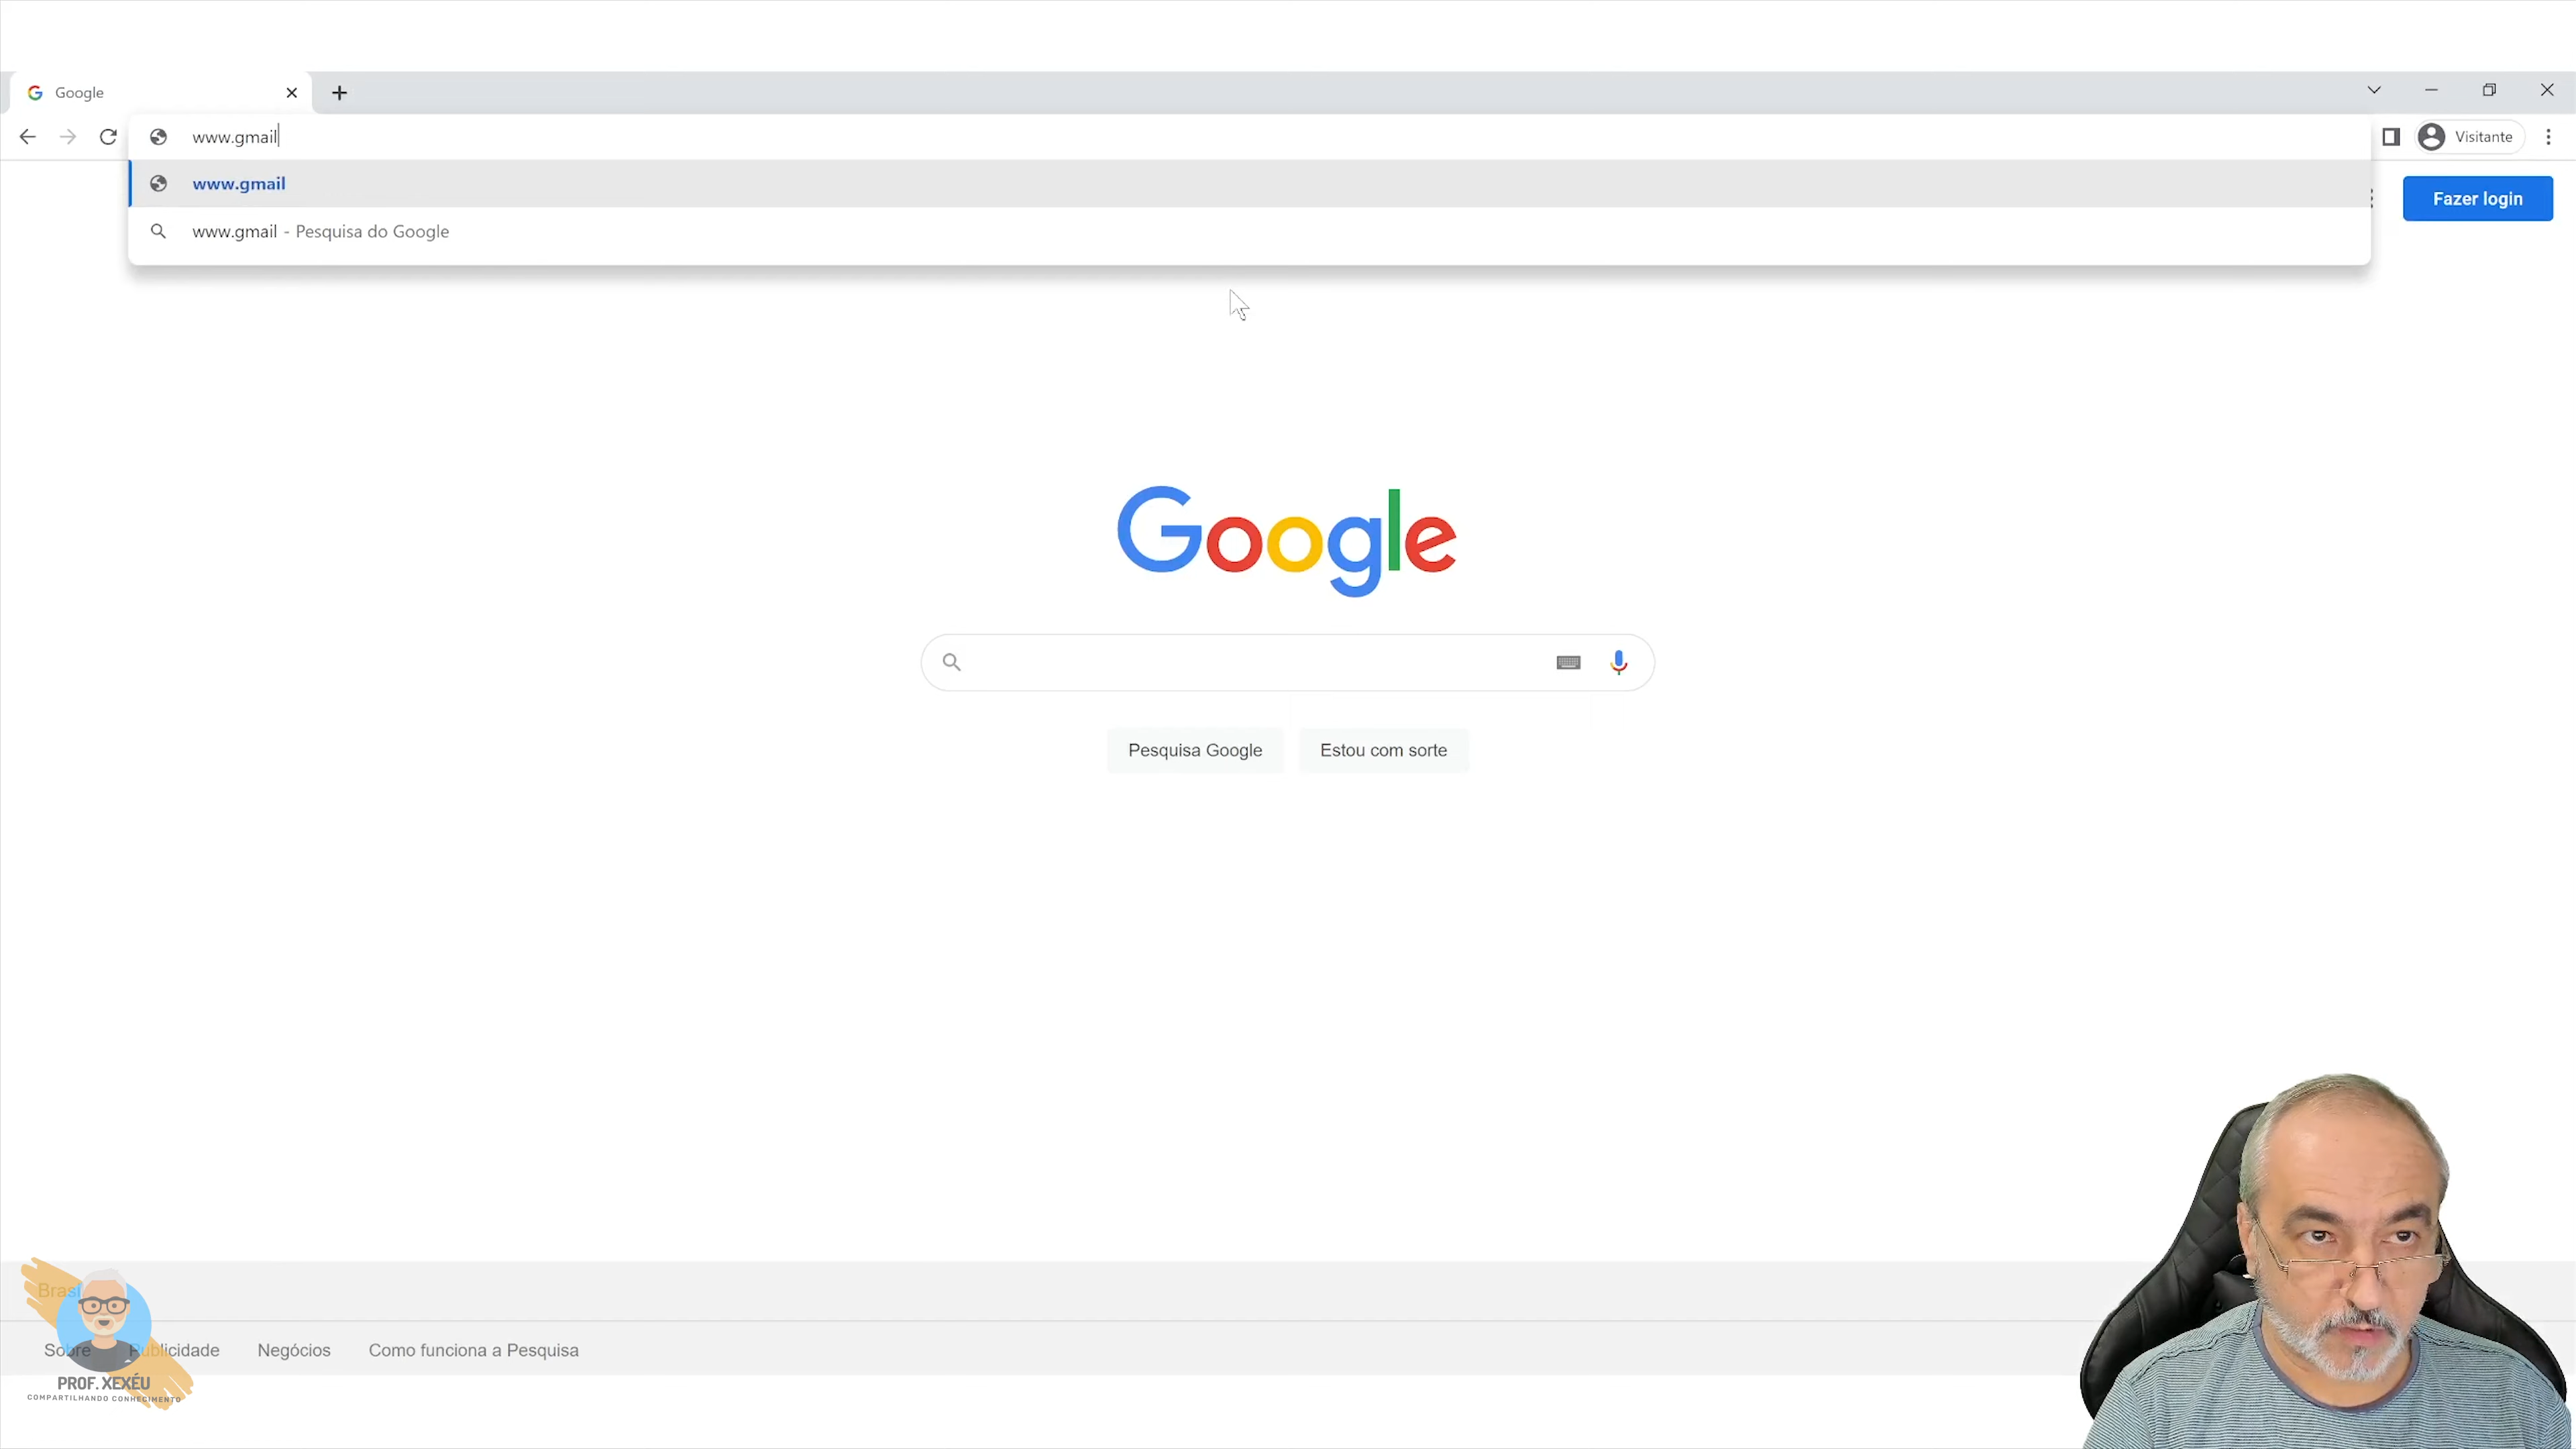 Google
www.gmail
Visitante
www.gmail
www.gmail - Pesquisa do Google
Fazer login
Google
Pesquisa Google
Estou com sorte
Brasil
Sobre
Publicidade
Negócios
Como funciona a Pesquisa
PROF. XEXÉU
COMPARTILHANDO CONHECIMENTO